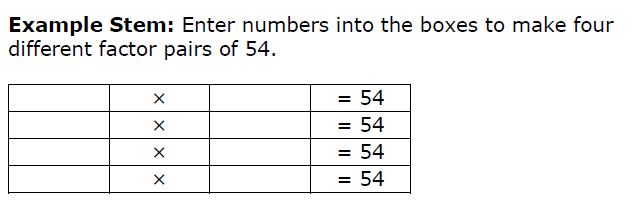 Example Stem: Enter numbers into the boxes to make four
different factor pairs of 54.
× = 54
× = 54
× = 54
× = 54